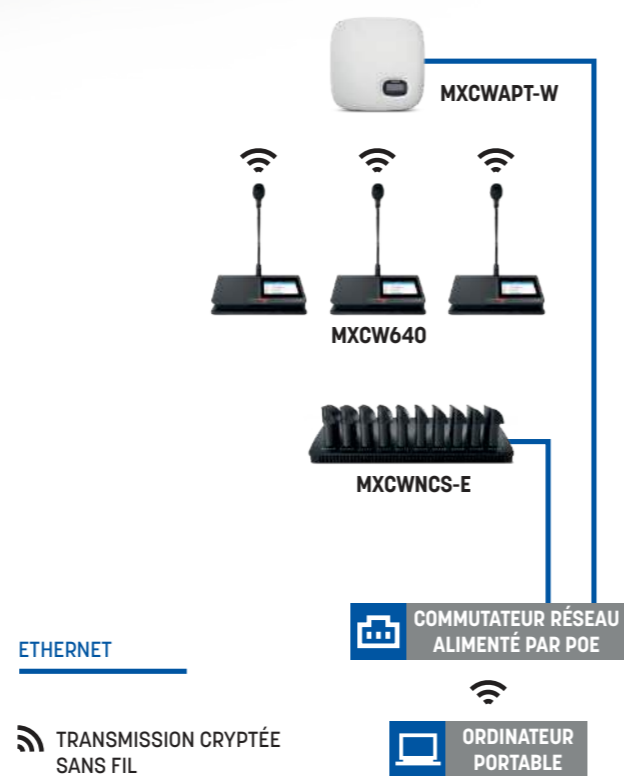 MXCWAPT-W
MXCW640
MXCWNCS-E
COMMUTATEUR RÉSEAU
ALIMENTÉ PAR POE
ETHERNET
TRANSMISSION CRYPTÉE
SANS FIL
ORDINATEUR
PORTABLE